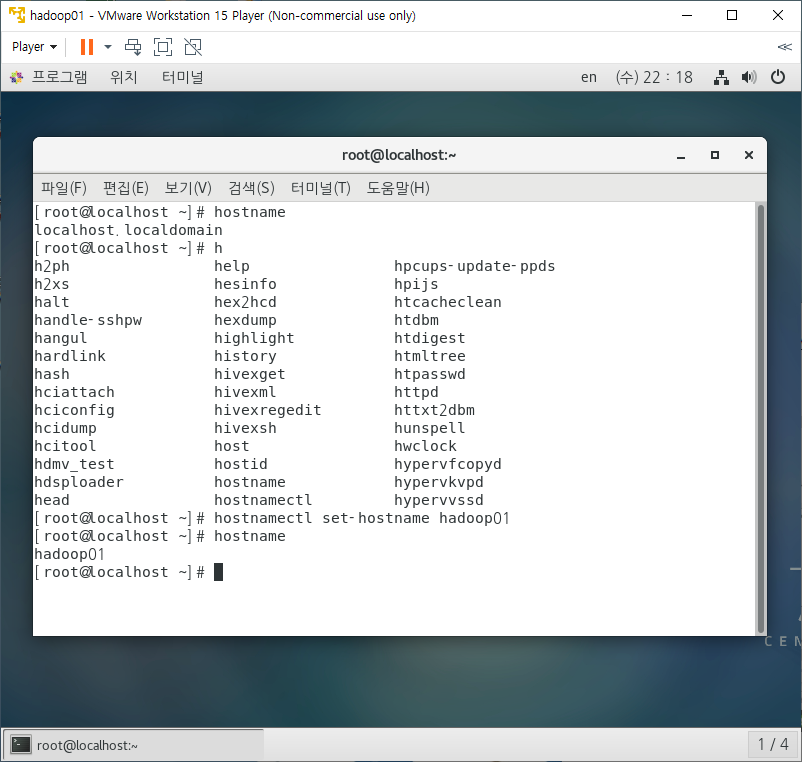 hadoop01 - VMware Workstation 15 Player (Non-commercial use only)
Player
프로그램 위치 터미널 en (수) 22 : 18
root@localhost:~
파일(F) 편집(E) 보기(V) 검색(S) 터미널(T) 도움말(H)
[root@localhost ~]# hostname
localhost.localdomain
[root@localhost ~]# h
h2ph help hpcups-update-ppds
h2xs hesinfo hpijs
halt hex2hcd htcacheclean
handle-sshpw hexdump htdbm
hangul highlight htdigest
hardlink history htmltree
hash hivexget htpasswd
hciattach hivexml httpd
hciconfig hivexregedit httxt2dbm
hcidump hivexsh hunspell
hcitool host hwclock
hdmv_test hostid hypervfcopyd
hdsploader hostname hypervkvpd
head hostnamectl hypervvssd
[root@localhost ~]# hostnamectl set-hostname hadoop01
[root@localhost ~]# hostname
hadoop01
[root@localhost ~]#
CEN
root@localhost:~
1 / 4